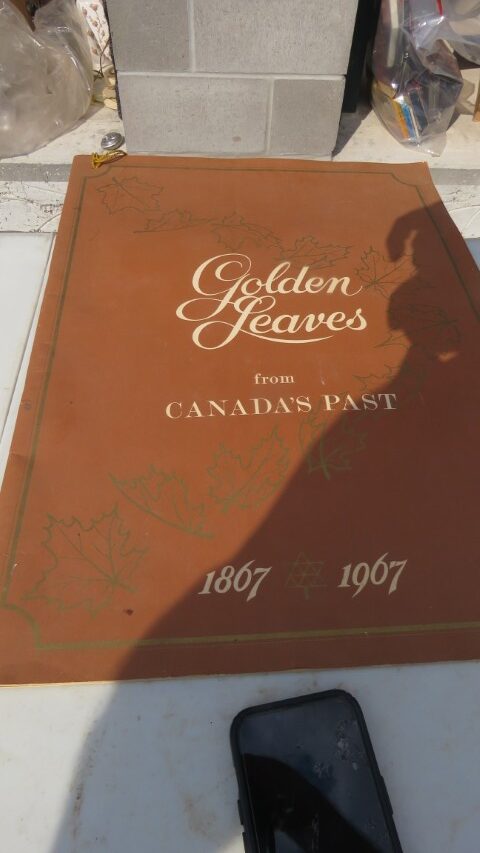 Golden
Leaves
from
CANADA'S PAST
1867 1967